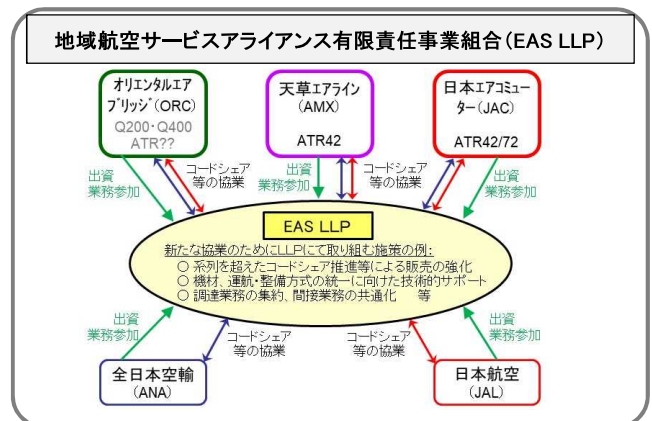 地域航空サービスアライアンス有限責任事業組合(EAS LLP)
オリエンタルエア
ブリッジ(ORC)
Q200・Q400
ATR??
天草エアライン
(AMX)
ATR42
日本エアコミュー
ター(JAC)
ATR42/72
出資
業務参加
コードシェア
等の協業
出資
業務参加
コードシェア
等の協業
出資
業務参加
EAS LLP
新たな協業のためにLLPにて取り組む施策の例:
○ 系列を超えたコードシェア推進等による販売の強化
○ 機材、運航・整備方式の統一に向けた技術的サポート
○ 調達業務の集約、間接業務の共通化 等
出資
業務参加
コードシェア
等の協業
コードシェア
等の協業
出資
業務参加
全日本空輸
(ANA)
日本航空
(JAL)